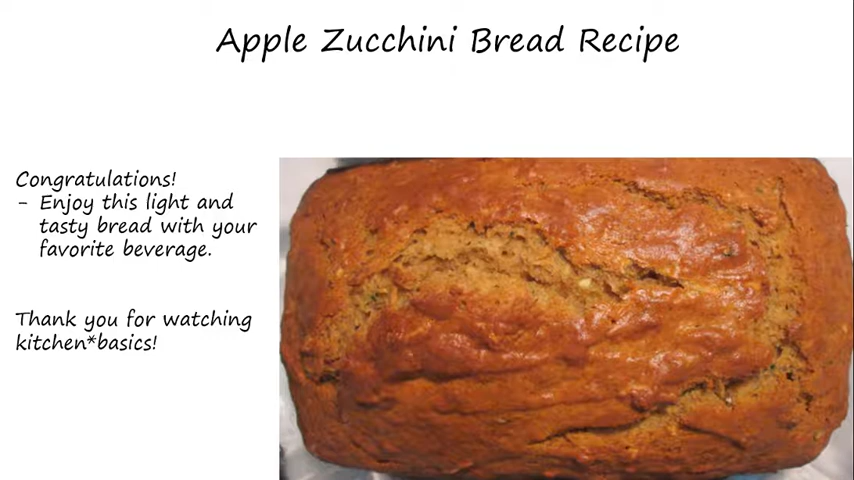 Apple Zucchini Bread Recipe
Congratulations!
- Enjoy this light and
tasty bread with your
favorite beverage.
Thank you for watching
kitchen*basics!